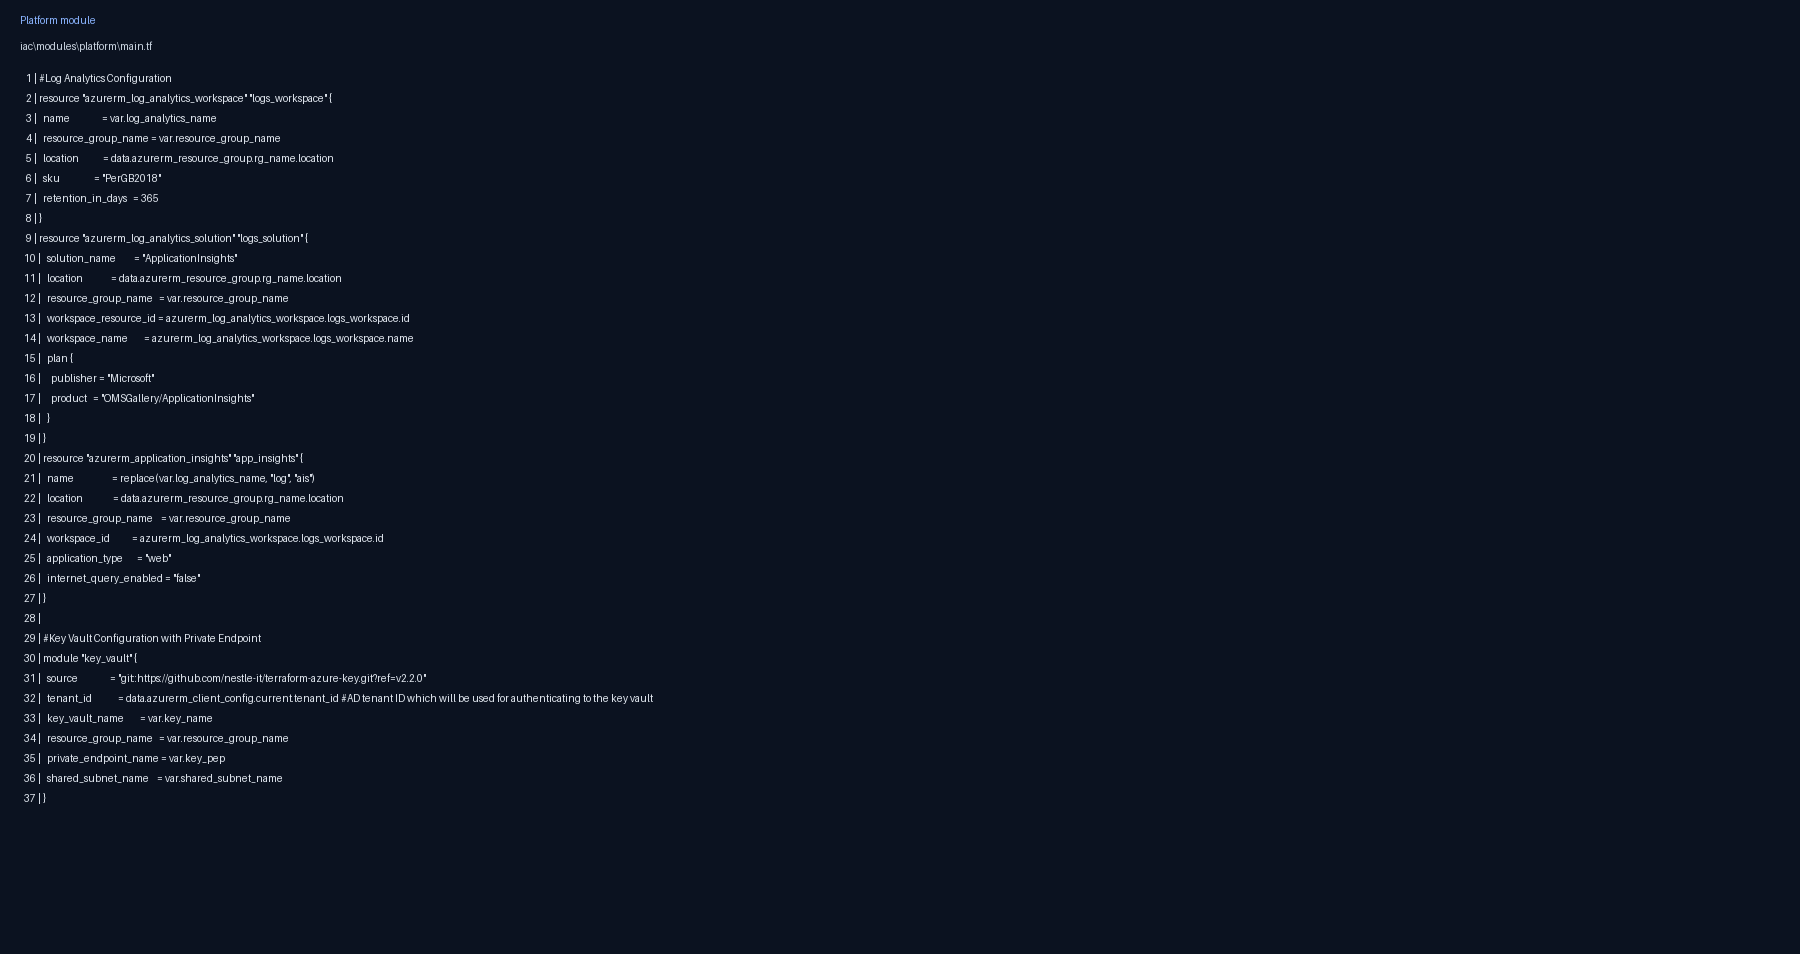 Platform module
iac\modules\platform\main.tf
1 | #Log Analytics Configuration
2 | resource "azurerm_log_analytics_workspace" "logs_workspace" {
3 |   name                = var.log_analytics_name
4 |   resource_group_name = var.resource_group_name
5 |   location            = data.azurerm_resource_group.rg_name.location
6 |   sku                 = "PerGB2018"
7 |   retention_in_days   = 365
8 | }
9 | resource "azurerm_log_analytics_solution" "logs_solution" {
10 |   solution_name         = "ApplicationInsights"
11 |   location              = data.azurerm_resource_group.rg_name.location
12 |   resource_group_name   = var.resource_group_name
13 |   workspace_resource_id = azurerm_log_analytics_workspace.logs_workspace.id
14 |   workspace_name        = azurerm_log_analytics_workspace.logs_workspace.name
15 |   plan {
16 |     publisher = "Microsoft"
17 |     product   = "OMSGallery/ApplicationInsights"
18 |   }
19 | }
20 | resource "azurerm_application_insights" "app_insights" {
21 |   name                   = replace(var.log_analytics_name, "log", "ais")
22 |   location               = data.azurerm_resource_group.rg_name.location
23 |   resource_group_name    = var.resource_group_name
24 |   workspace_id           = azurerm_log_analytics_workspace.logs_workspace.id
25 |   application_type       = "web"
26 |   internet_query_enabled = "false"
27 | }
28 |
29 | #Key Vault Configuration with Private Endpoint
30 | module "key_vault" {
31 |   source                = "git::https://github.com/nestle-it/terraform-azure-key.git?ref=v2.2.0"
32 |   tenant_id             = data.azurerm_client_config.current.tenant_id #AD tenant ID which will be used for authenticating to the key vault
33 |   key_vault_name        = var.key_name
34 |   resource_group_name   = var.resource_group_name
35 |   private_endpoint_name = var.key_pep
36 |   shared_subnet_name    = var.shared_subnet_name
37 | }